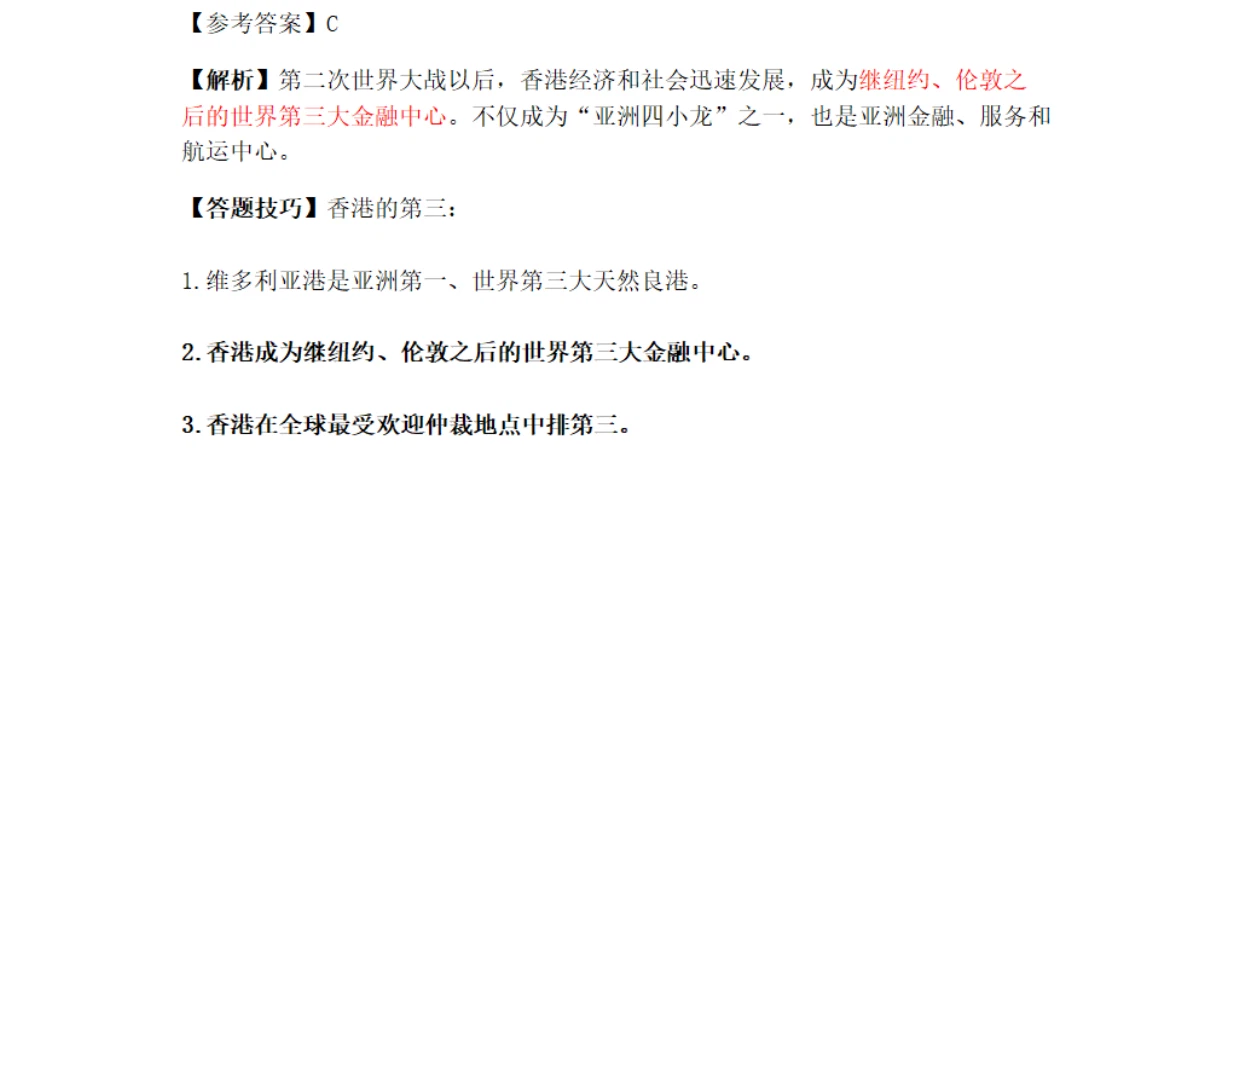 【参考答案】C
【解析】第二次世界大战以后，香港经济和社会迅速发展，成为继纽约、伦敦之
后的世界第三大金融中心。不仅成为“亚洲四小龙”之一，也是亚洲金融、服务和
航运中心。
【答题技巧】香港的第三：
1.维多利亚港是亚洲第一、世界第三大天然良港。
2.香港成为继纽约、伦敦之后的世界第三大金融中心。
3.香港在全球最受欢迎仲裁地点中排第三。